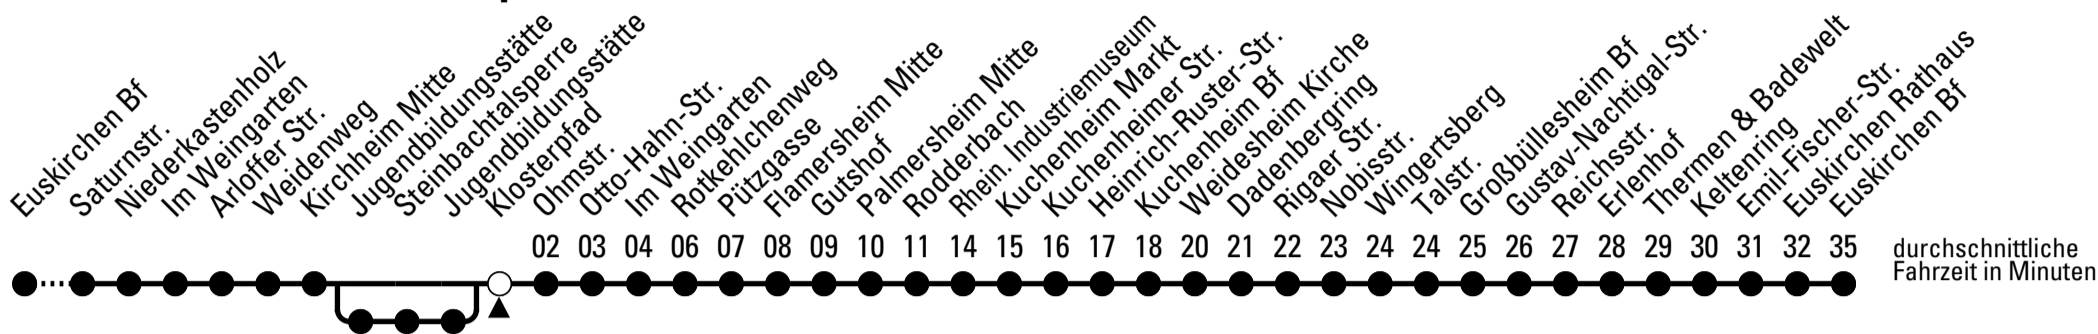 Euskirchen Bf
Saturnstr.
Niederkastenholz
Im Weingarten
Arloffer Str.
Weidenweg
Kirchheim Mitte
Jugendbildungsstätte
Steinbachtalsperre
Jugendbildungsstätte
Klosterpfad
Ohmstr.
Otto-Hahn-Str.
Im Weingarten
Rotkehlchenweg
Pützgasse
Flamersheim Mitte
Gutshof
Palmersheim Mitte
Rodderbach
Rhein. Industriemuseum
Kuchenheim Markt
Kuchenheimer Str.
Heinrich-Ruster-Str.
Kuchenheim Bf
Weidesheim Kirche
Dadenbergring
Rigaer Str.
Nobisstr.
Wingertsberg
Talstr.
Großbüllesheim Bf
Gustav-Nachtigal-Str.
Reichsstr.
Erlenhof
Thermen & Badewelt
Keltenring
Emil-Fischer-Str.
Euskirchen Rathaus
Euskirchen Bf
02 03 04 06 07 08 09 10 11 14 15 16 17 18 20 21 22 23 24 24 25 26 27 28 29 30 31 32 35
durchschnittliche
Fahrzeit in Minuten